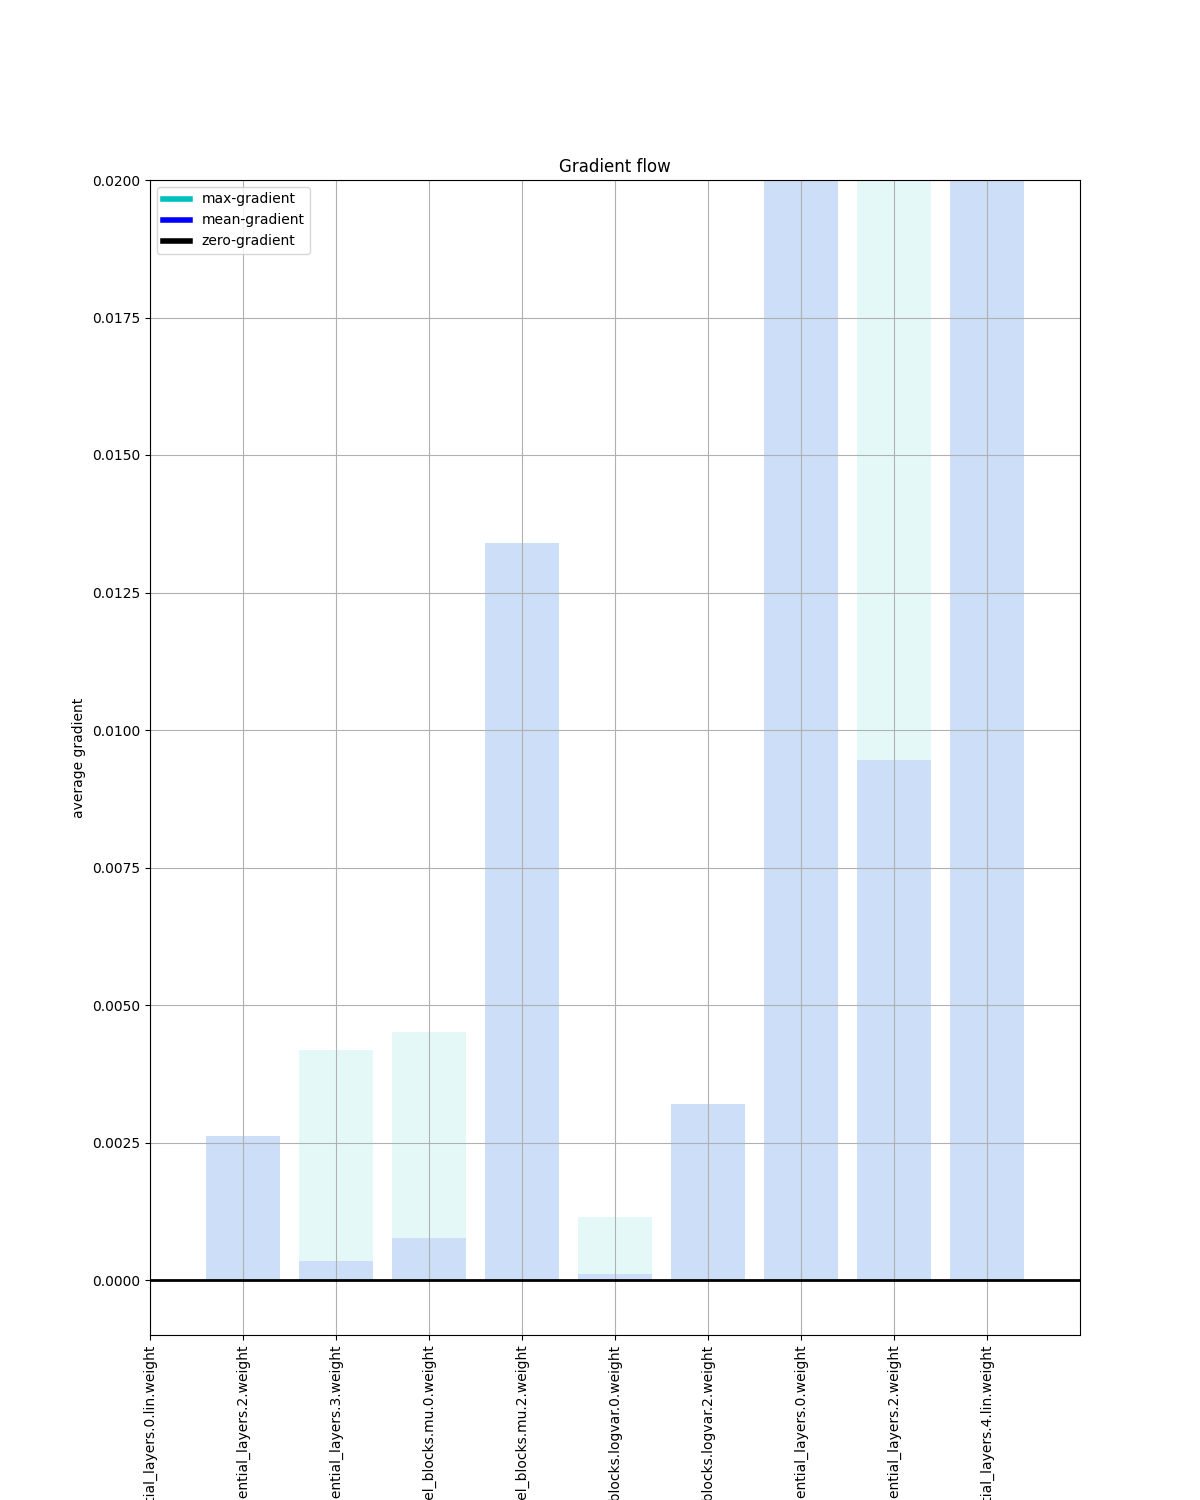 Gradient flow
max-gradient
mean-gradient
zero-gradient
0.0200
0.0175
0.0150
0.0125
0.0100
0.0075
0.0050
0.0025
0.0000
average gradient
tial_layers.0.lin.weight
ential_layers.2.weight
ential_layers.3.weight
el_blocks.mu.0.weight
el_blocks.mu.2.weight
blocks.logvar.0.weight
blocks.logvar.2.weight
ential_layers.0.weight
ential_layers.2.weight
tial_layers.4.lin.weight